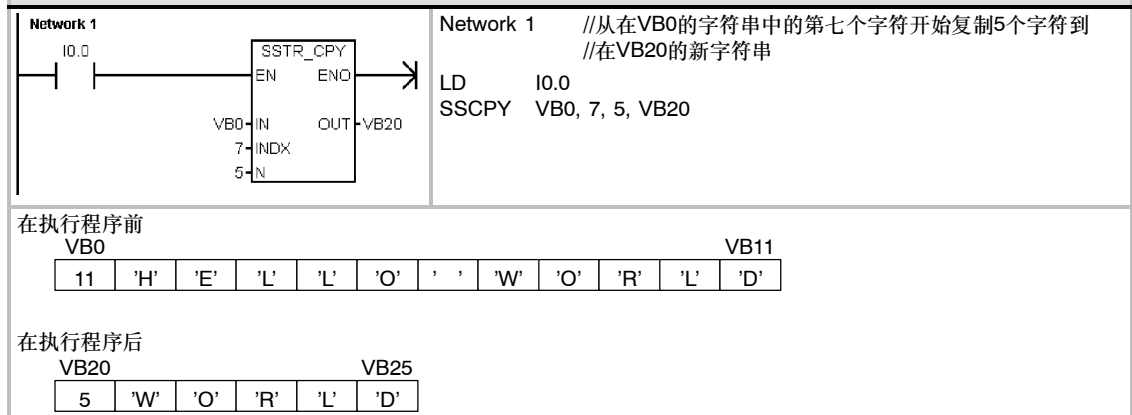 Network 1
I0.0
SSTR_CPY
EN ENO
VB0 IN OUT VB20
7 INDX
5 N
Network 1 //从在VB0的字符串中的第七个字符开始复制5个字符到
//在VB20的新字符串
LD I0.0
SSCPY VB0, 7, 5, VB20
在执行程序前
VB0 VB11
11 ’H’ ’E’ ’L’ ’L’ ’O’ ’ ’ ’W’ ’O’ ’R’ ’L’ ’D’
在执行程序后
VB20 VB25
5 ’W’ ’O’ ’R’ ’L’ ’D’